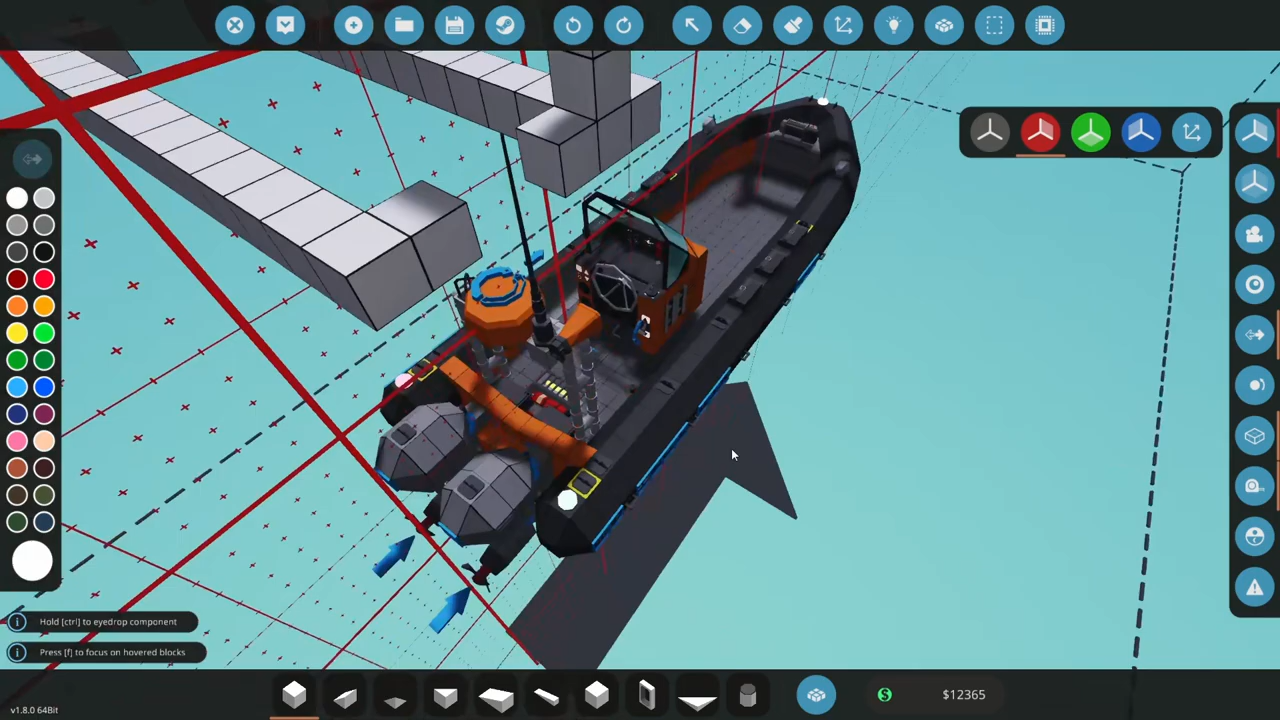 Hold [ctrl] to eyedrop component
Press [f] to focus on hovered blocks
$12365
v1.8.0 64Bit